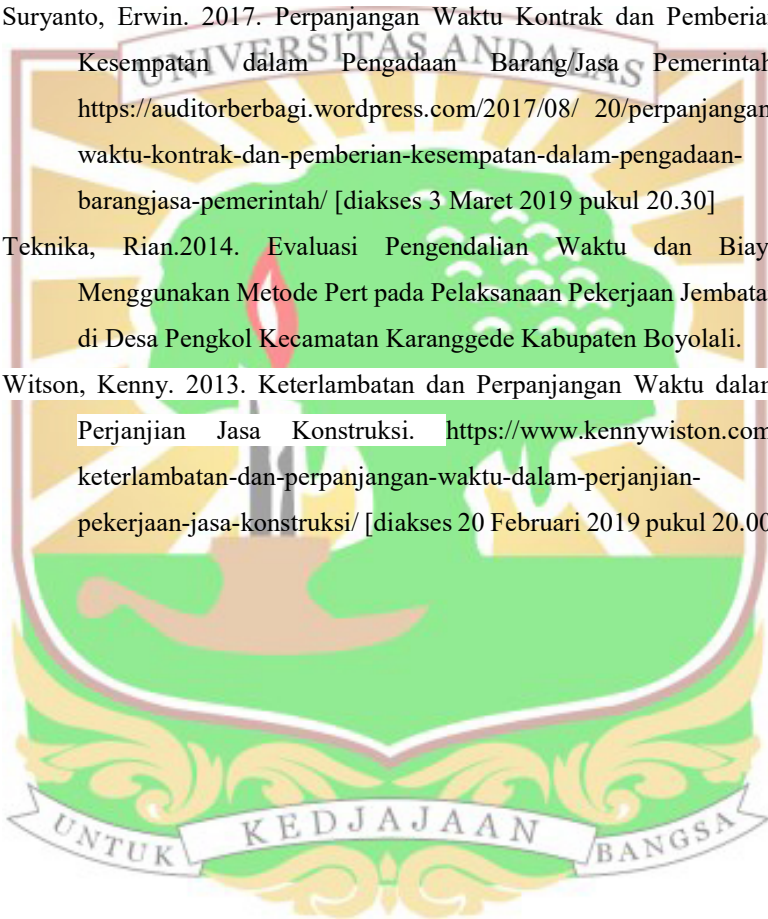 Suryanto, Erwin. 2017. Perpanjangan Waktu Kontrak dan Pemberia
UNIVERSITAS ANDALAS
Kesempatan dalam Pengadaan Barang/Jasa Pemerintah
https://auditorberbagi.wordpress.com/2017/08/ 20/perpanjangan
waktu-kontrak-dan-pemberian-kesempatan-dalam-pengadaan-
barangjasa-pemerintah/ [diakses 3 Maret 2019 pukul 20.30]
Teknika, Rian.2014. Evaluasi Pengendalian Waktu dan Biay
Menggunakan Metode Pert pada Pelaksanaan Pekerjaan Jembata
di Desa Pengkol Kecamatan Karanggede Kabupaten Boyolali.
Witson, Kenny. 2013. Keterlambatan dan Perpanjangan Waktu dalam
Perjanjian Jasa Konstruksi. https://www.kennywiston.com
keterlambatan-dan-perpanjangan-waktu-dalam-perjanjian-
pekerjaan-jasa-konstruksi/ [diakses 20 Februari 2019 pukul 20.00
UNTUK KEDJAJAAN BANGSA